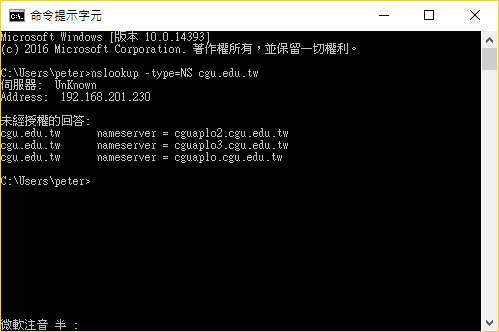 命令提示字元
Microsoft Windows [版本 10.0.14393]
(c) 2016 Microsoft Corporation. 著作權所有，並保留一切權利。
C:\Users\peter>nslookup -type=NS cgu.edu.tw
伺服器:  UnKnown
Address:  192.168.201.230
未經授權的回答:
cgu.edu.tw      nameserver = cguaplo2.cgu.edu.tw
cgu.edu.tw      nameserver = cguaplo3.cgu.edu.tw
cgu.edu.tw      nameserver = cguaplo.cgu.edu.tw
C:\Users\peter>
微軟注音 半 :